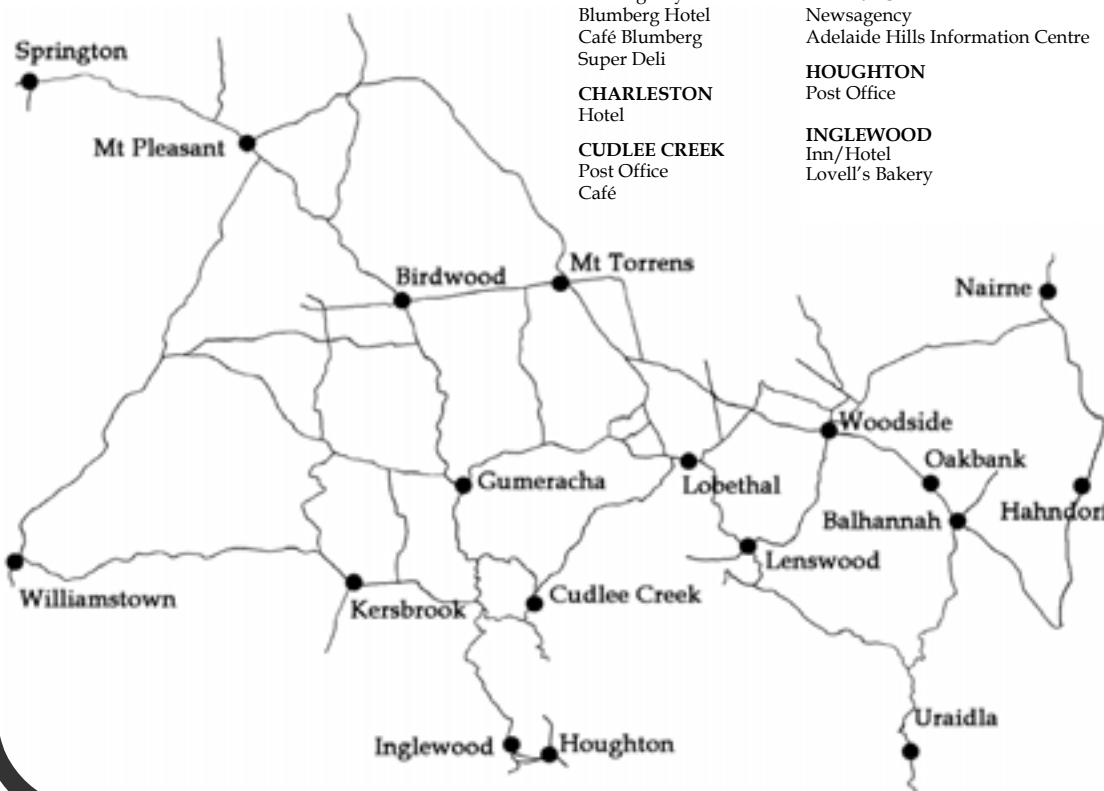 Blumberg Hotel
Café Blumberg
Super Deli
CHARLESTON
Hotel
CUDLEE CREEK
Post Office
Café
Newsagency
Adelaide Hills Information Centre
HOUGHTON
Post Office
INGLEWOOD
Inn/Hotel
Lovell's Bakery
Springton
Mt Pleasant
Birdwood
Mt Torrens
Nairne
Woodside
Oakbank
Gumeracha
Lobethal
Hahndorf
Balhannah
Lenswood
Williamstown
Kersbrook
Cudlee Creek
Uraidla
Inglewood
Houghton